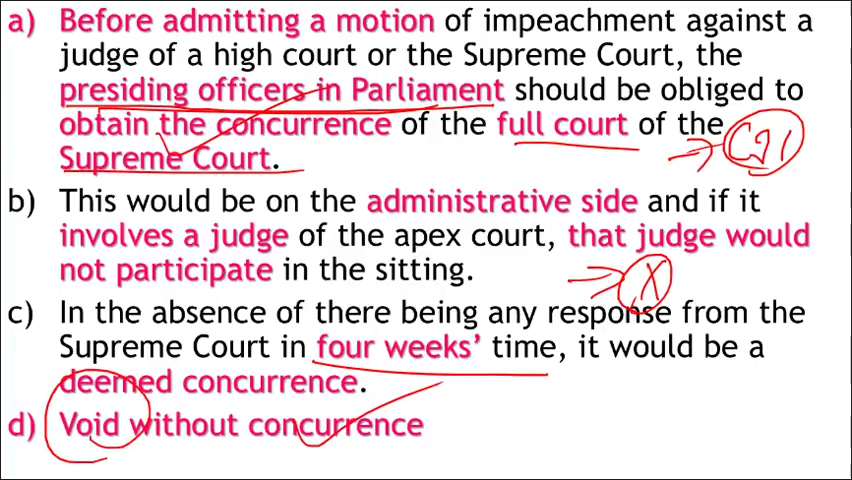 a) Before admitting a motion of impeachment against a
judge of a high court or the Supreme Court, the
presiding officers in Parliament should be obliged to
obtain the concurrence of the full court of the
Supreme Court.
CJI
b) This would be on the administrative side and if it
involves a judge of the apex court, that judge would
not participate in the sitting.
X
c) In the absence of there being any response from the
Supreme Court in four weeks’ time, it would be a
deemed concurrence.
d) Void without concurrence